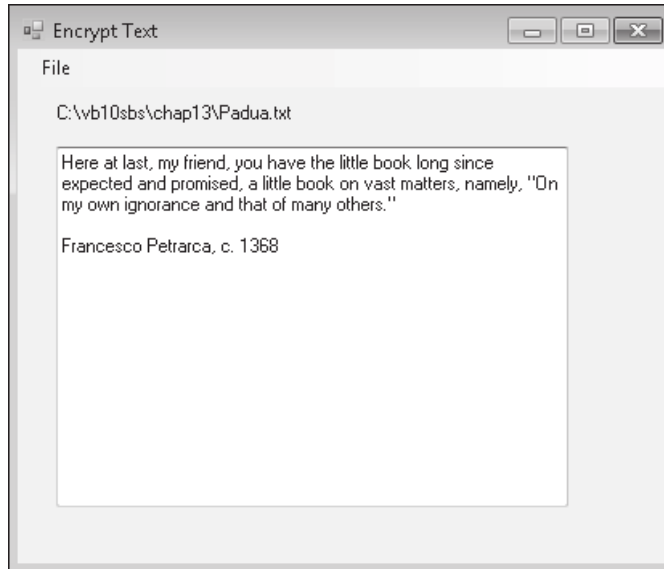 Encrypt Text
File
C:\vb10sbs\chap13\Padua.txt
Here at last, my friend, you have the little book long since
expected and promised, a little book on vast matters, namely, "On
my own ignorance and that of many others."
Francesco Petrarca, c. 1368